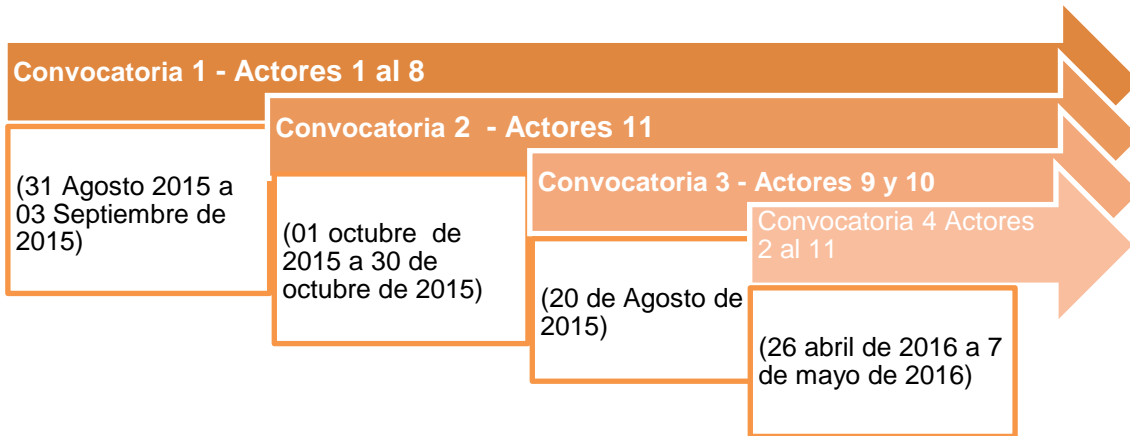 Convocatoria 1 - Actores 1 al 8
(31 Agosto 2015 a
03 Septiembre de
2015)
Convocatoria 2 - Actores 11
(01 octubre de
2015 a 30 de
octubre de 2015)
Convocatoria 3 - Actores 9 y 10
(20 de Agosto de
2015)
Convocatoria 4 Actores
2 al 11
(26 abril de 2016 a 7
de mayo de 2016)